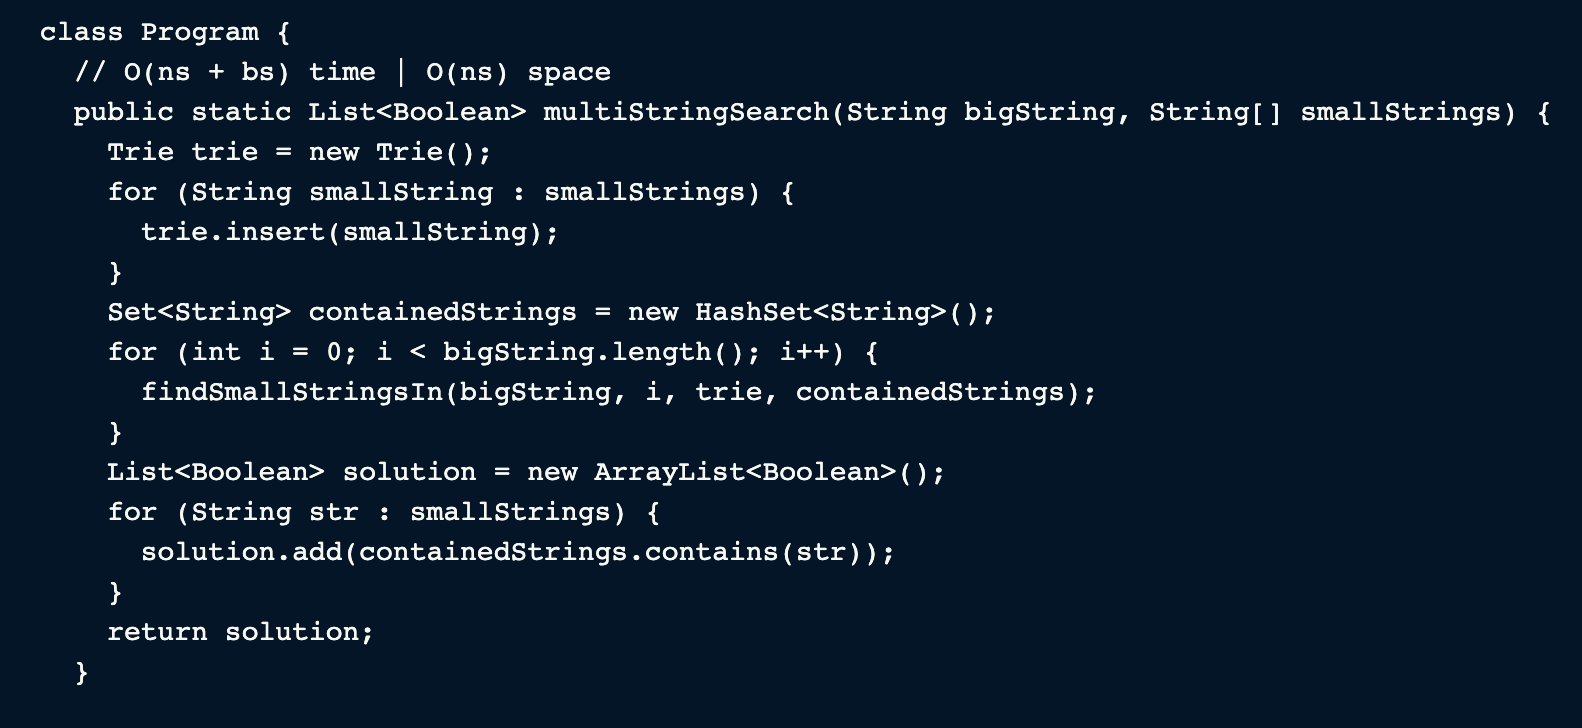 class Program {
  // O(ns + bs) time | O(ns) space
  public static List<Boolean> multiStringSearch(String bigString, String[] smallStrings) {
    Trie trie = new Trie();
    for (String smallString : smallStrings) {
      trie.insert(smallString);
    }
    Set<String> containedStrings = new HashSet<String>();
    for (int i = 0; i < bigString.length(); i++) {
      findSmallStringsIn(bigString, i, trie, containedStrings);
    }
    List<Boolean> solution = new ArrayList<Boolean>();
    for (String str : smallStrings) {
      solution.add(containedStrings.contains(str));
    }
    return solution;
  }